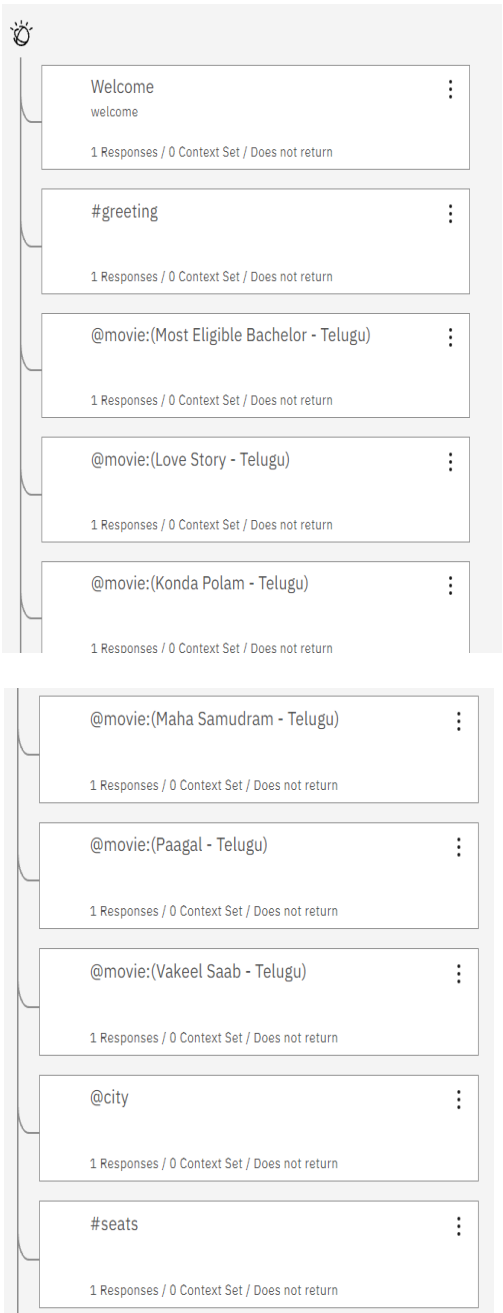 Welcome
welcome
1 Responses / 0 Context Set / Does not return
#greeting
1 Responses / 0 Context Set / Does not return
@movie:(Most Eligible Bachelor - Telugu)
1 Responses / 0 Context Set / Does not return
@movie:(Love Story - Telugu)
1 Responses / 0 Context Set / Does not return
@movie:(Konda Polam - Telugu)
1 Responses / 0 Context Set / Does not return
@movie:(Maha Samudram - Telugu)
1 Responses / 0 Context Set / Does not return
@movie:(Paagal - Telugu)
1 Responses / 0 Context Set / Does not return
@movie:(Vakeel Saab - Telugu)
1 Responses / 0 Context Set / Does not return
@city
1 Responses / 0 Context Set / Does not return
#seats
1 Responses / 0 Context Set / Does not return